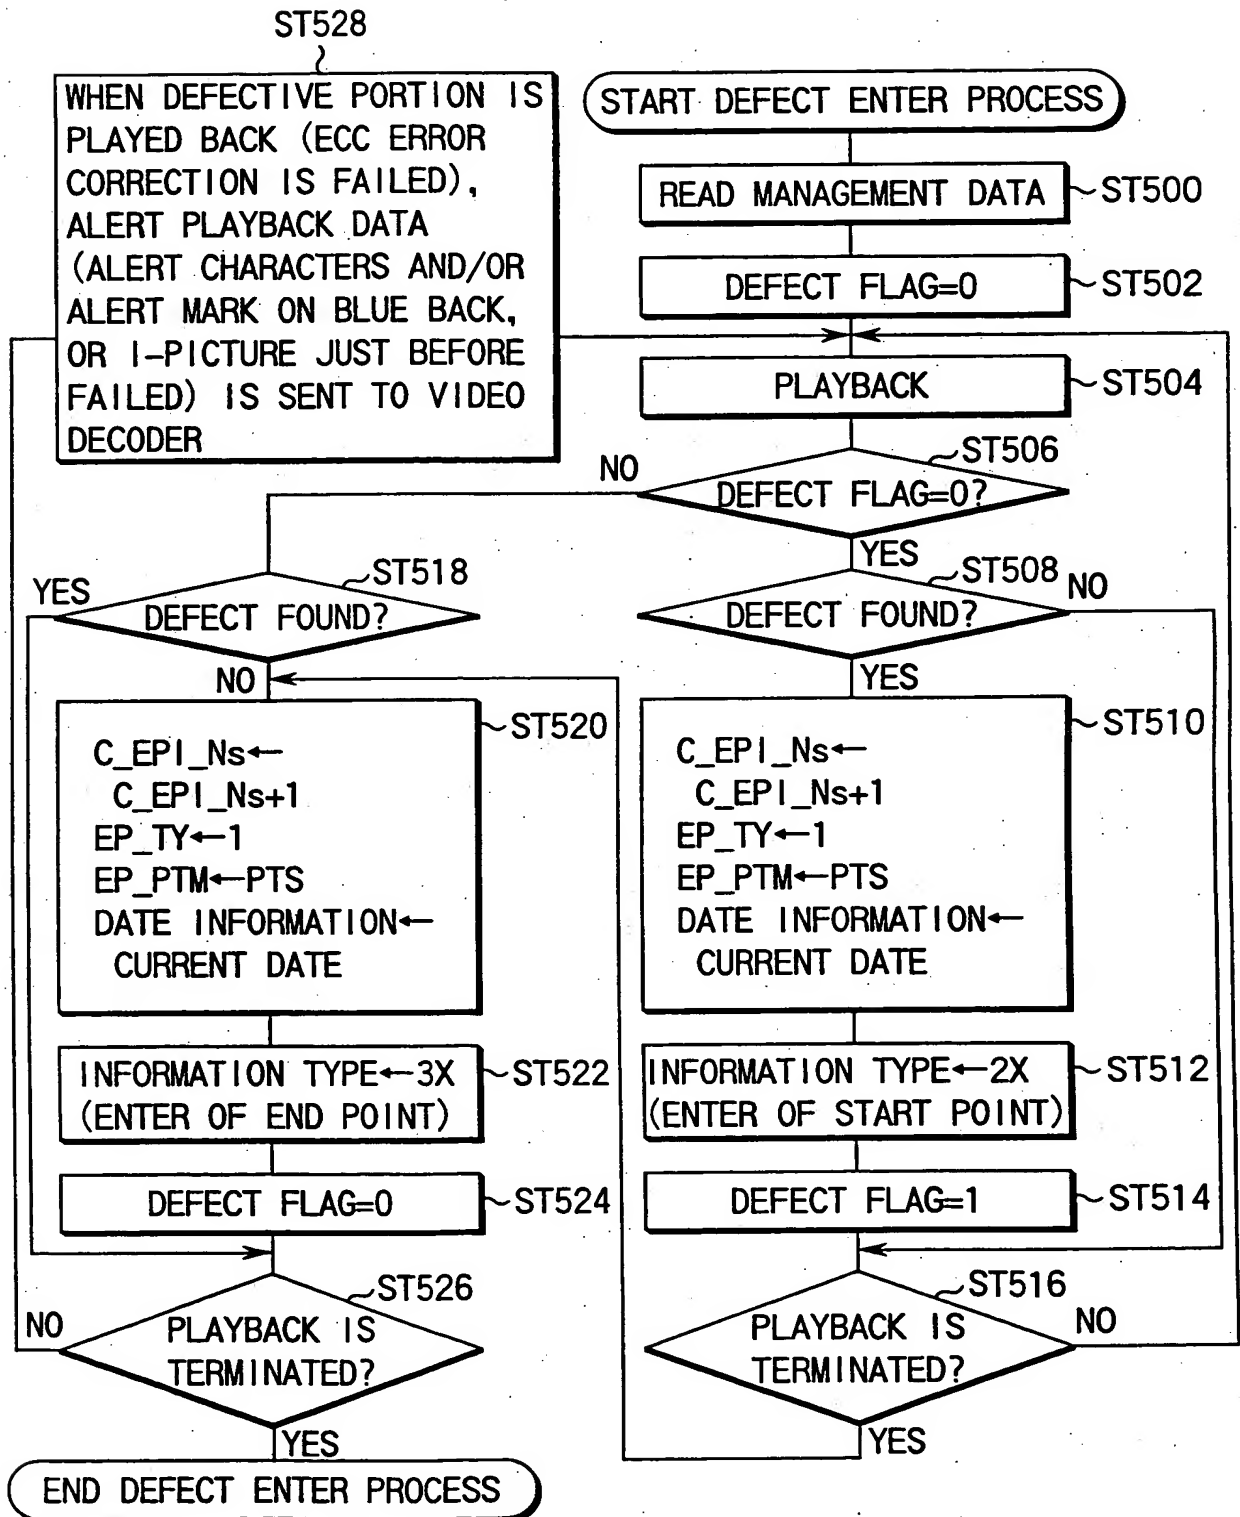 ST528
WHEN DEFECTIVE PORTION IS
PLAYED BACK (ECC ERROR
CORRECTION IS FAILED),
ALERT PLAYBACK DATA
(ALERT CHARACTERS AND/OR
ALERT MARK ON BLUE BACK,
OR I-PICTURE JUST BEFORE
FAILED) IS SENT TO VIDEO
DECODER
START DEFECT ENTER PROCESS
READ MANAGEMENT DATA
ST500
DEFECT FLAG=0
ST502
PLAYBACK
ST504
ST506
NO
DEFECT FLAG=0?
YES
ST518
YES
DEFECT FOUND?
NO
ST508
NO
DEFECT FOUND?
YES
ST520
C_EPI_Ns←
C_EPI_Ns+1
EP_TY←1
EP_PTM←PTS
DATE INFORMATION←
CURRENT DATE
ST510
C_EPI_Ns←
C_EPI_Ns+1
EP_TY←1
EP_PTM←PTS
DATE INFORMATION←
CURRENT DATE
INFORMATION TYPE←3X
(ENTER OF END POINT)
ST522
INFORMATION TYPE←2X
(ENTER OF START POINT)
ST512
DEFECT FLAG=0
ST524
DEFECT FLAG=1
ST514
ST526
NO
PLAYBACK IS
TERMINATED?
YES
ST516
NO
PLAYBACK IS
TERMINATED?
YES
END DEFECT ENTER PROCESS